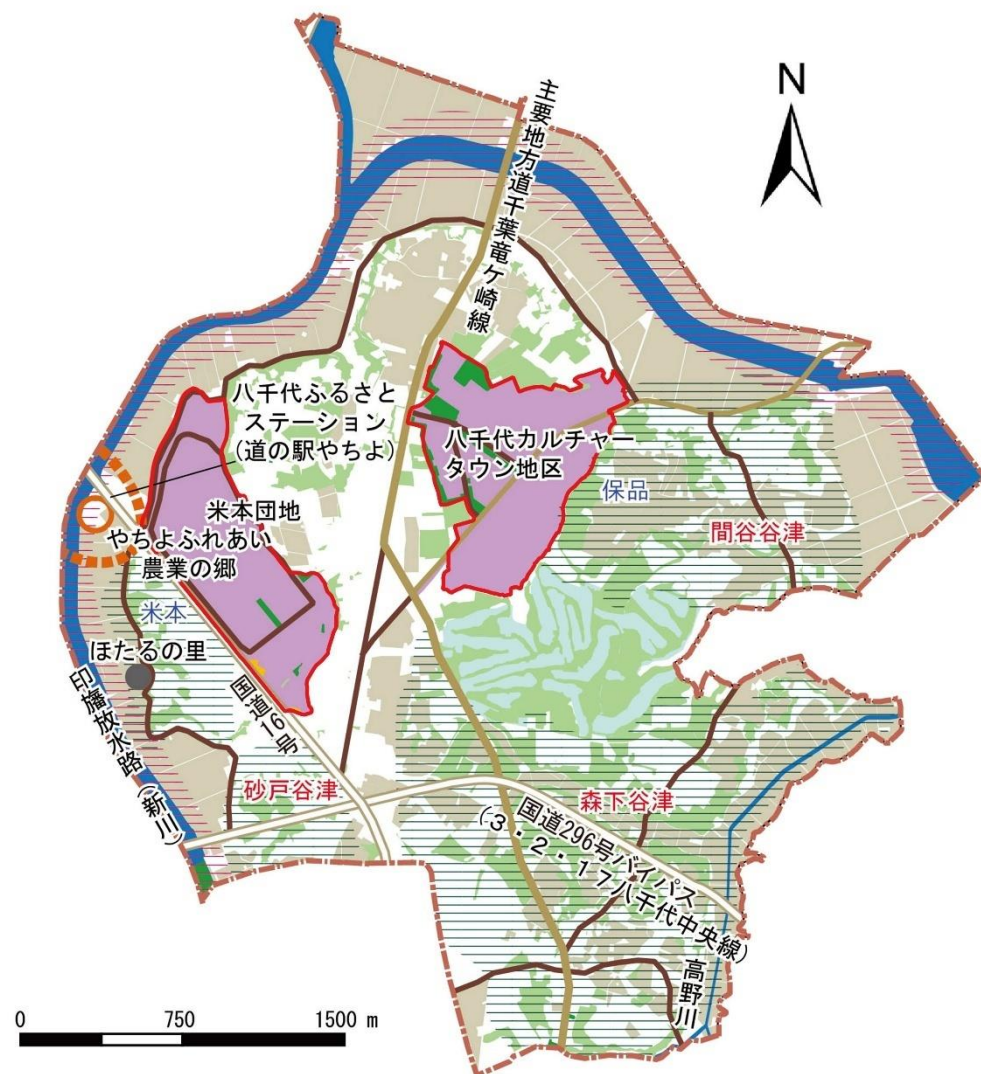 N
主要地方道千葉竜ケ崎線
八千代ふるさと
ステーション
(道の駅やちよ)
八千代カルチャー
タウン地区
保品
間谷谷津
米本団地
やちよふれあい
農業の郷
米本
ほたるの里
印旛放水路(新川)
国道16号
砂戸谷津
森下谷津
国道296号バイパス
(3・2・17八千代中央線)
高野川
0 750 1500 m